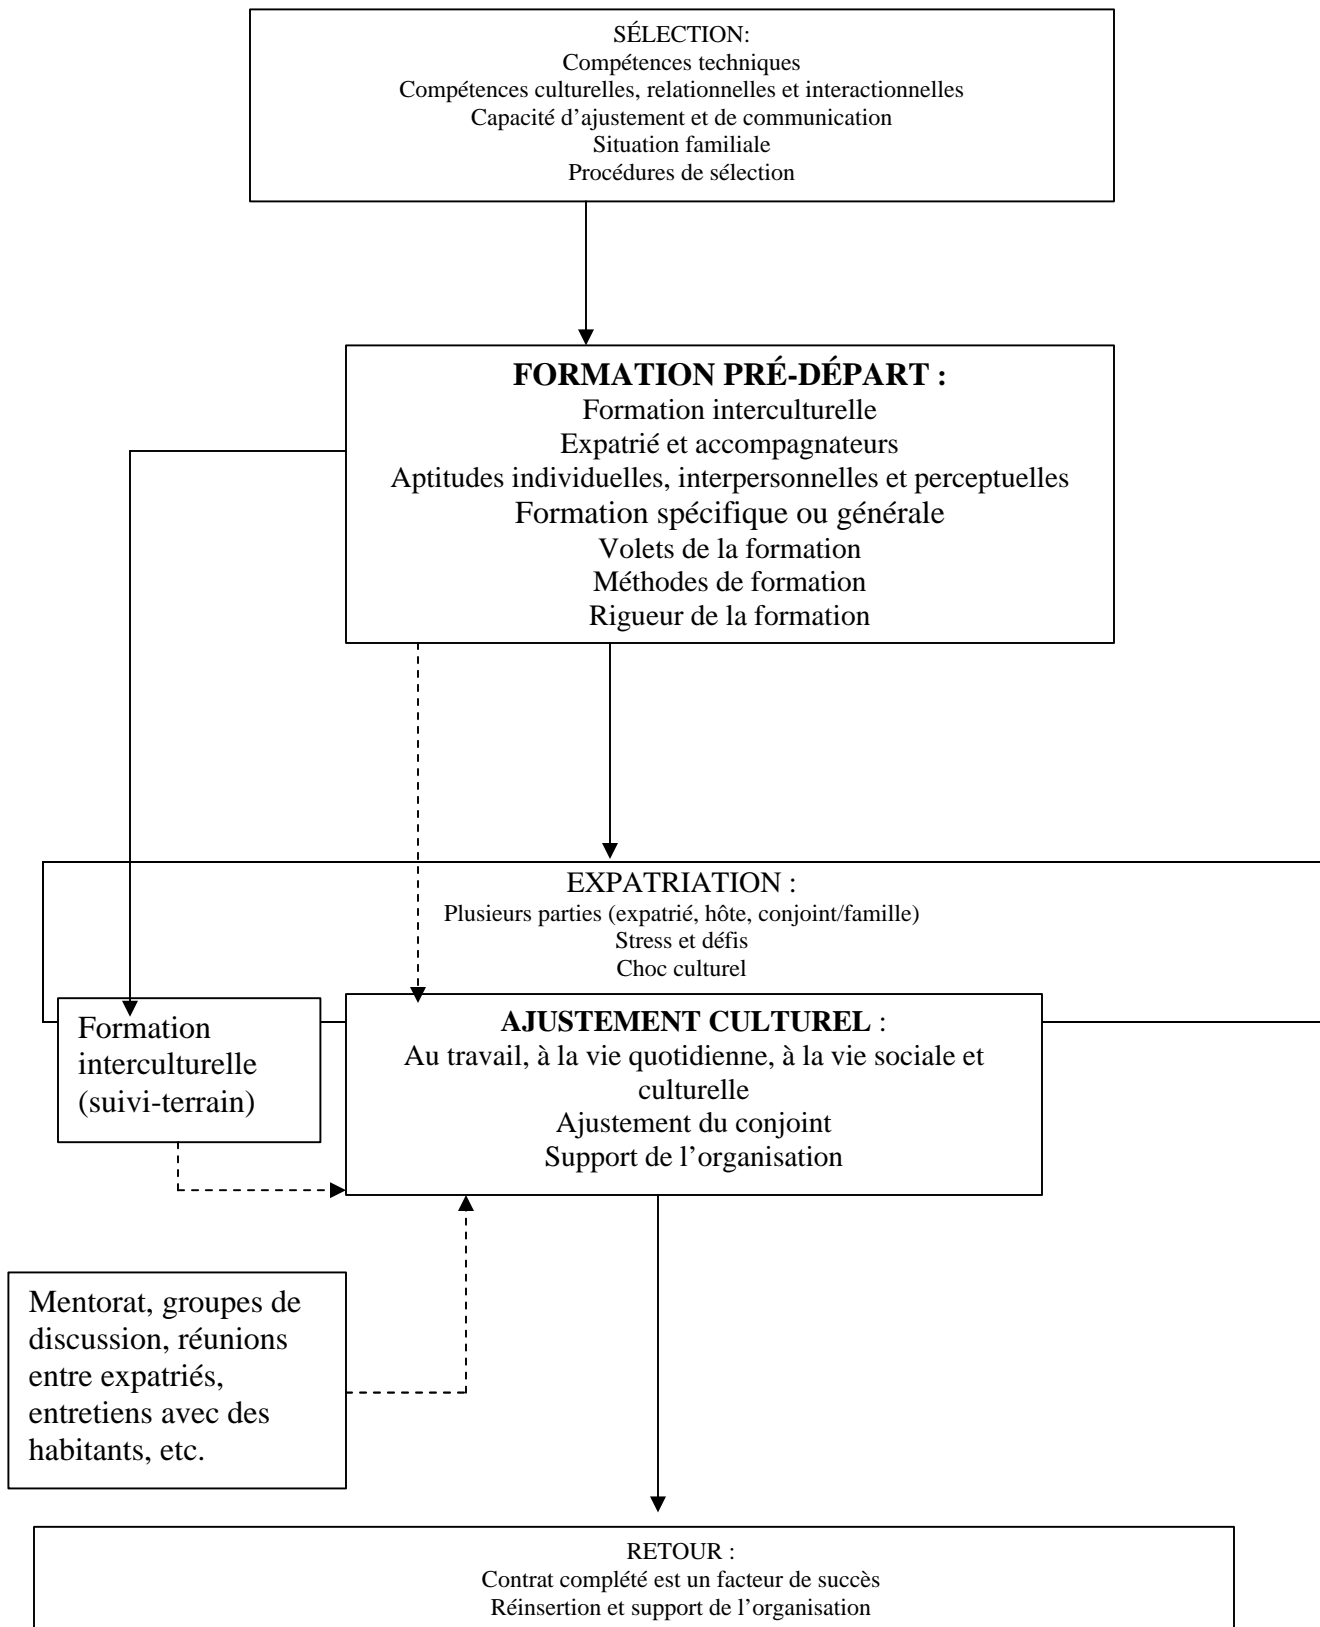 SÉLECTION:
Compétences techniques
Compétences culturelles, relationnelles et interactionnelles
Capacité d’ajustement et de communication
Situation familiale
Procédures de sélection
FORMATION PRÉ-DÉPART :
Formation interculturelle
Expatrié et accompagnateurs
Aptitudes individuelles, interpersonnelles et perceptuelles
Formation spécifique ou générale
Volets de la formation
Méthodes de formation
Rigueur de la formation
EXPATRIATION :
Plusieurs parties (expatrié, hôte, conjoint/famille)
Stress et défis
Choc culturel
Formation
interculturelle
(suivi-terrain)
AJUSTEMENT CULTUREL :
Au travail, à la vie quotidienne, à la vie sociale et
culturelle
Ajustement du conjoint
Support de l’organisation
Mentorat, groupes de
discussion, réunions
entre expatriés,
entretiens avec des
habitants, etc.
RETOUR :
Contrat complété est un facteur de succès
Réinsertion et support de l’organisation